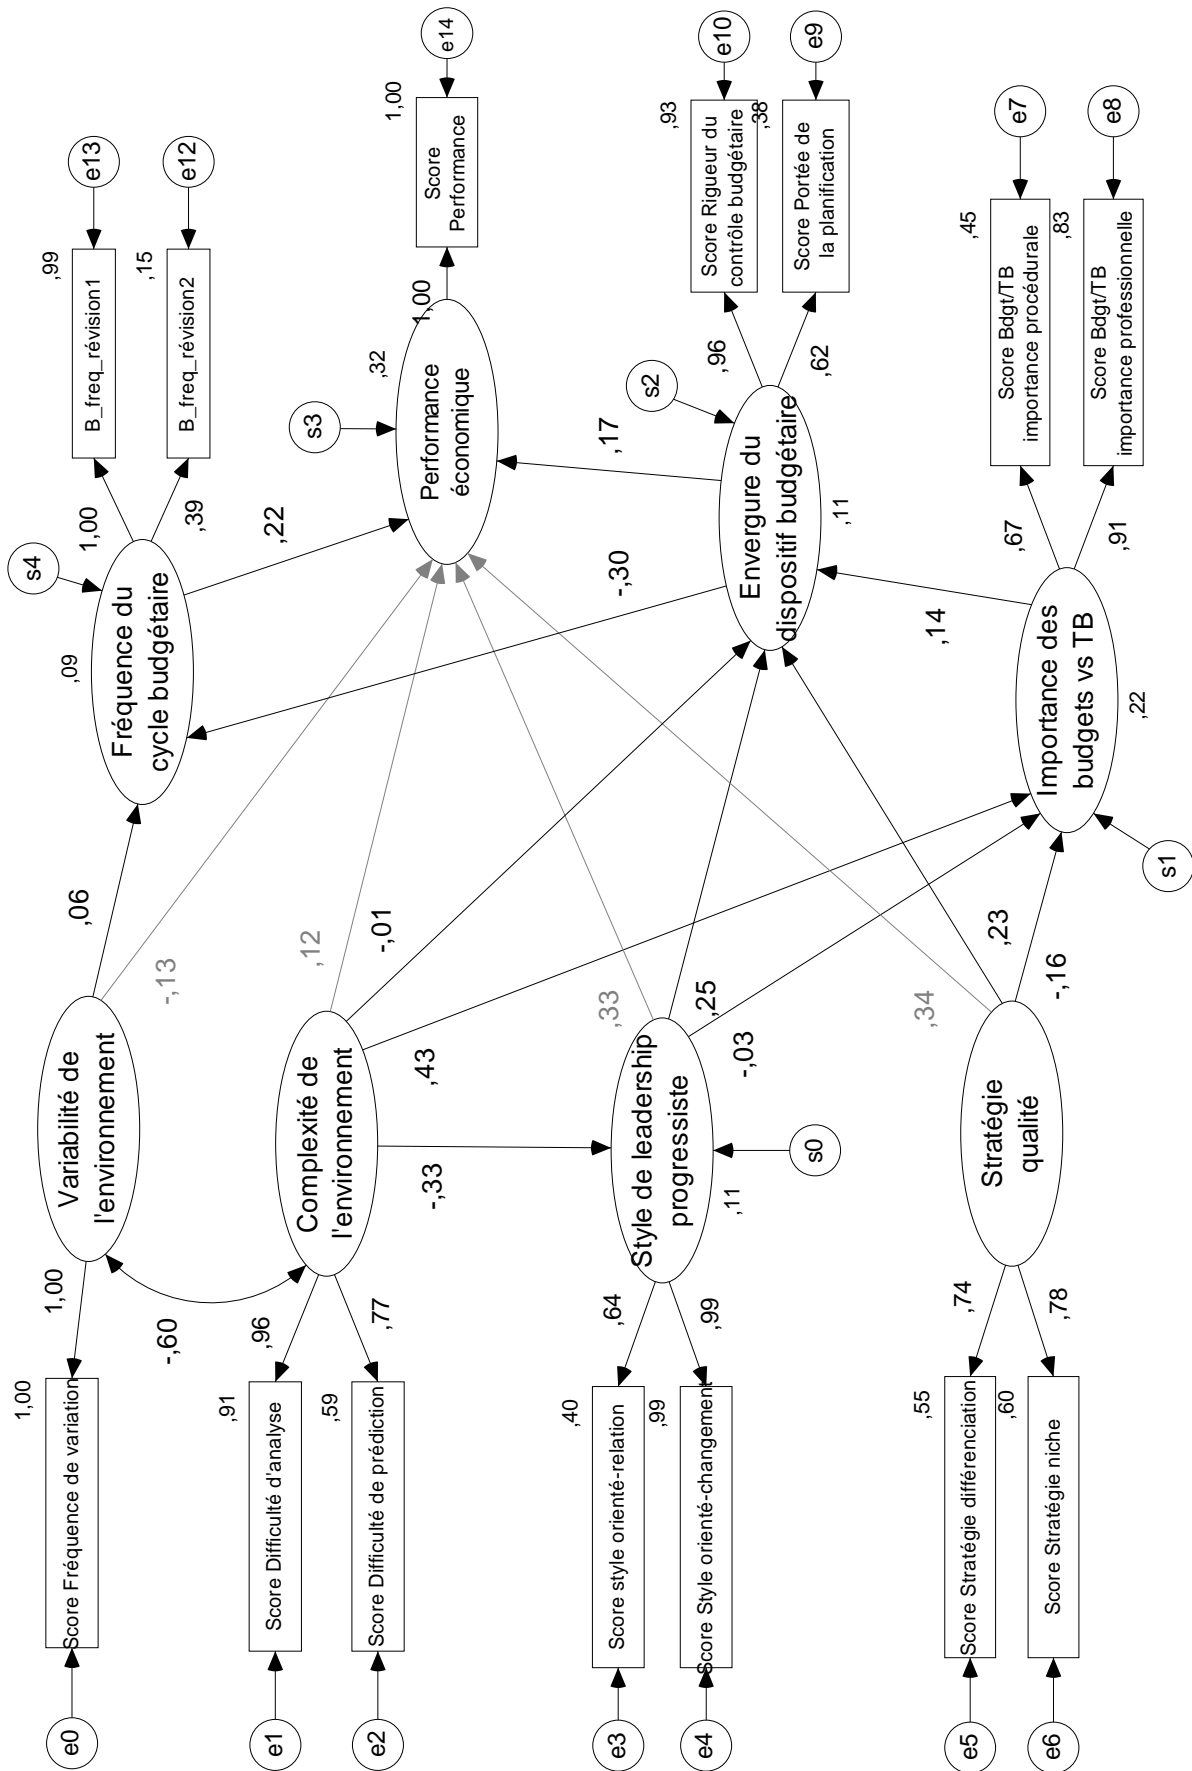 e0
Score Fréquence de variation
1,00
1,00
Variabilité de
l'environnement
-,60
e1
Score Difficulté d'analyse
,91
,96
e2
Score Difficulté de prédiction
,59
,77
Complexité de
l'environnement
-,33
e3
Score style orienté-relation
,40
,64
e4
Score Style orienté-changement
,99
,99
Style de leadership
progressiste
,11
s0
e5
Score Stratégie différenciation
,55
,74
e6
Score Stratégie niche
,60
,78
Stratégie
qualité
,06
-,13
,12
-,01
,43
,33
,25
-,03
,34
,23
-,16
s4
,09
Fréquence du
cycle budgétaire
1,00
,39
B_freq_révision1
,99
e13
B_freq_révision2
,15
e12
,22
s3
,32
Performance
économique
1,00
Score
Performance
1,00
e14
,17
-,30
s2
Envergure du
dispositif budgétaire
,11
,96
,62
Score Rigueur du
contrôle budgétaire
,93
e10
Score Portée de
la planification
,38
e9
,14
Importance des
budgets vs TB
,22
s1
,67
,91
Score Bdgt/TB
importance procédurale
,45
e7
Score Bdgt/TB
importance professionnelle
,83
e8